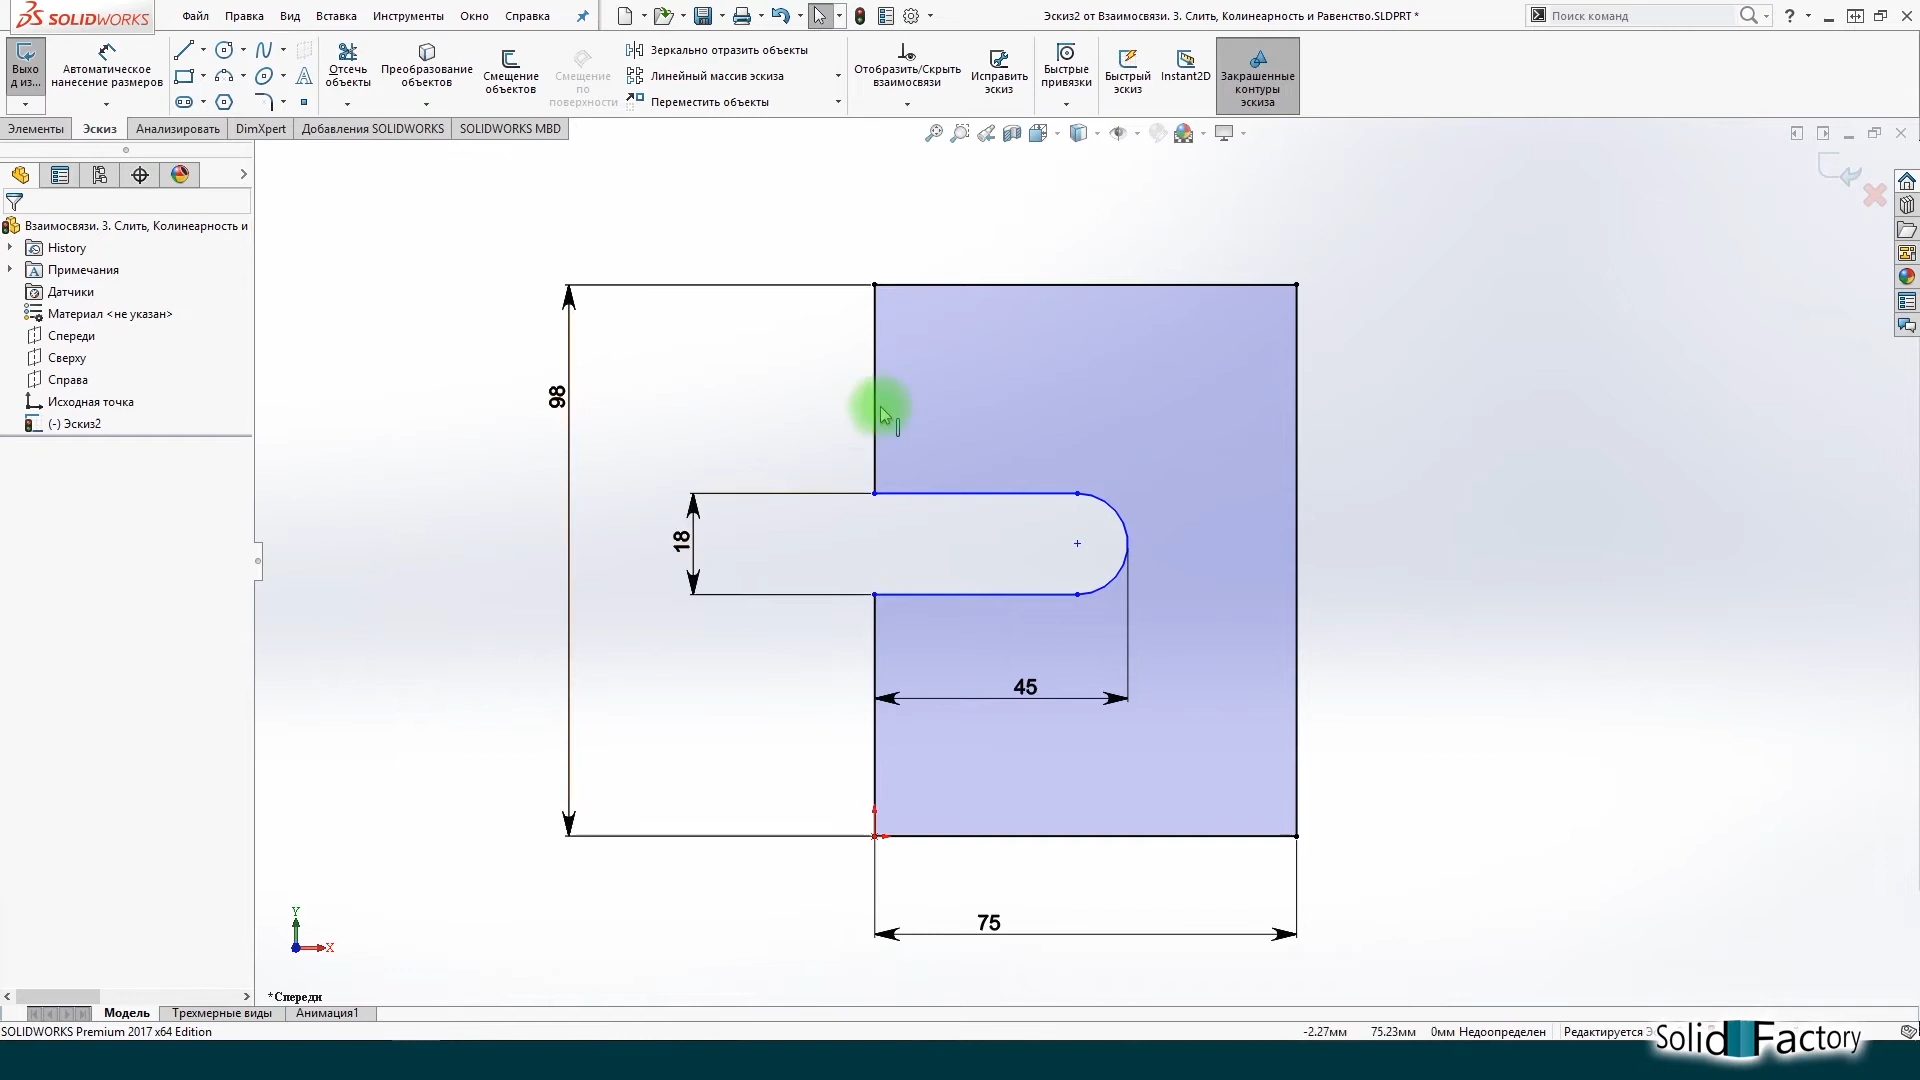 SOLIDWORKS
Файл Правка Вид Вставка Инструменты Окно Справка
Эскиз2 от Взаимосвязи. 3. Слить, Колинеарность и Равенство.SLDPRT *
Поиск команд
Выхо
д из...
Автоматическое
нанесение размеров
Отсечь
объекты
Преобразование
объектов
Смещение
объектов
Смещение
по
поверхности
Зеркально отразить объекты
Линейный массив эскиза
Переместить объекты
Отобразить/Скрыть
взаимосвязи
Исправить
эскиз
Быстрые
привязки
Быстрый
эскиз
Instant2D
Закрашенные
контуры
эскиза
Элементы Эскиз Анализировать DimXpert Добавления SOLIDWORKS SOLIDWORKS MBD
Взаимосвязи. 3. Слить, Колинеарность и
History
Примечания
Датчики
Материал <не указан>
Спереди
Сверху
Справа
Исходная точка
(-) Эскиз2
98
18
45
75
Y
X
*Спереди
Модель Трехмерные виды Анимация1
SOLIDWORKS Premium 2017 x64 Edition
-2.27мм 75.23мм 0мм Недоопределен Редактируется Э
Solid Factory